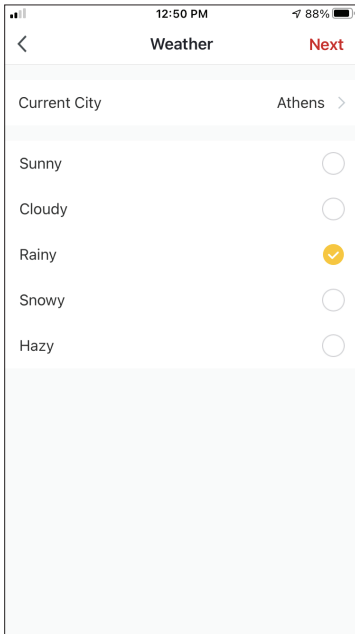 12:50 PM 88%
Weather Next
Current City Athens
Sunny
Cloudy
Rainy
Snowy
Hazy